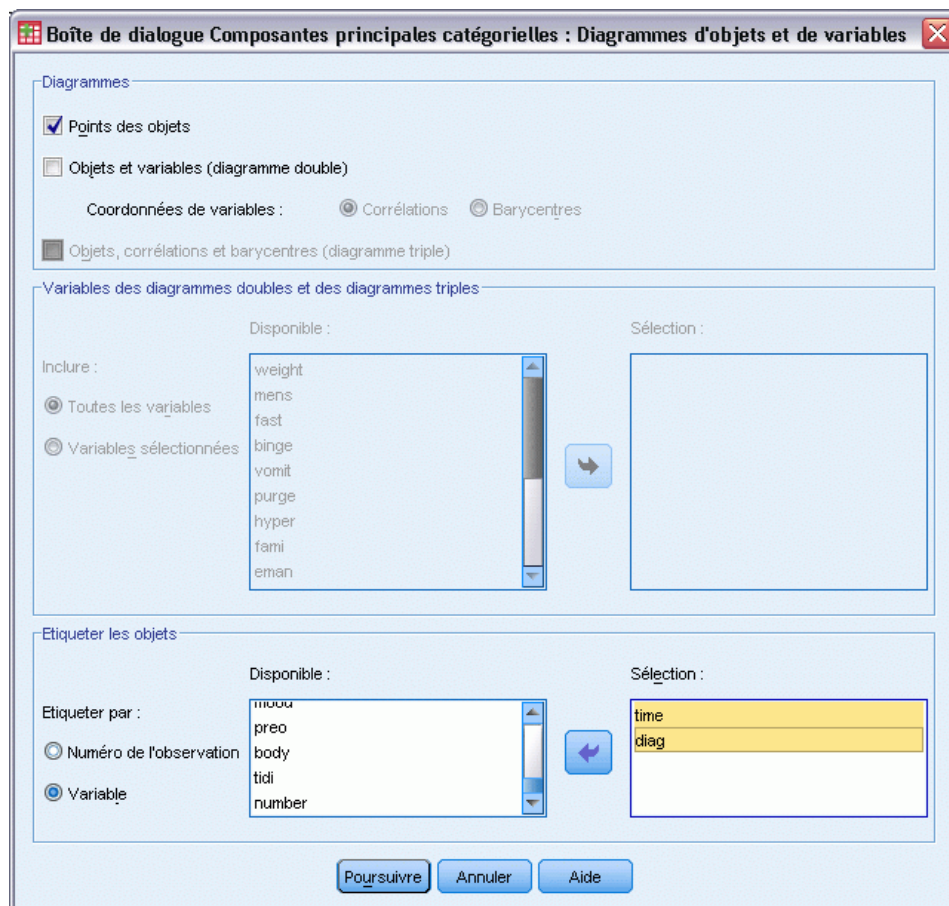 Boîte de dialogue Composantes principales catégorielles : Diagrammes d'objets et de variables
Diagrammes
Points des objets
Objets et variables (diagramme double)
Coordonnées de variables : Corrélations Barycentres
Objets, corrélations et barycentres (diagramme triple)
Variables des diagrammes doubles et des diagrammes triples
Disponible : Sélection :
Inclure :
Toutes les variables
Variables sélectionnées
weight
mens
fast
binge
vomit
purge
hyper
fami
eman
Etiqueter les objets
Disponible : Sélection :
Etiqueter par :
Numéro de l'observation
Variable
mood
preo
body
tidi
number
time
diag
Poursuivre Annuler Aide